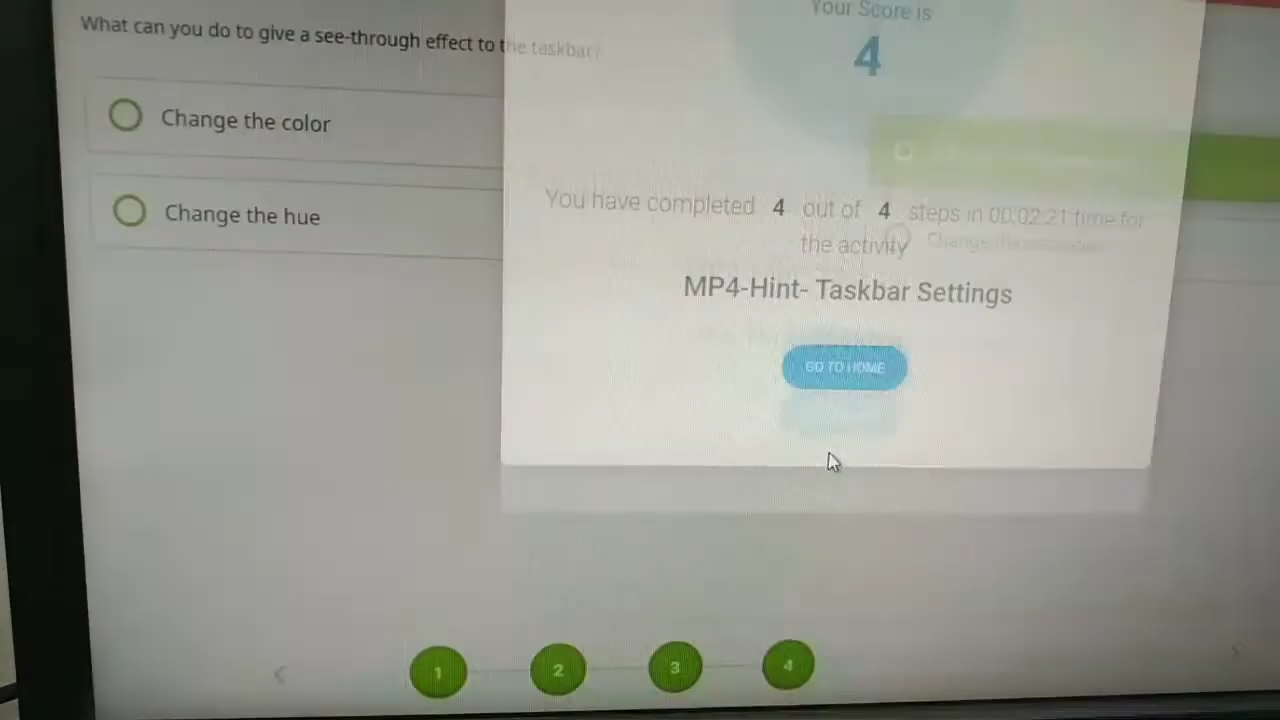 What can you do to give a see-through effect to the taskbar?
Change the color
Change the hue
Your Score is
4
You have completed 4 out of 4 steps in 00:02:21 time for
the activity
Change the
MP4-Hint- Taskbar Settings
GO TO HOME
1
2
3
4